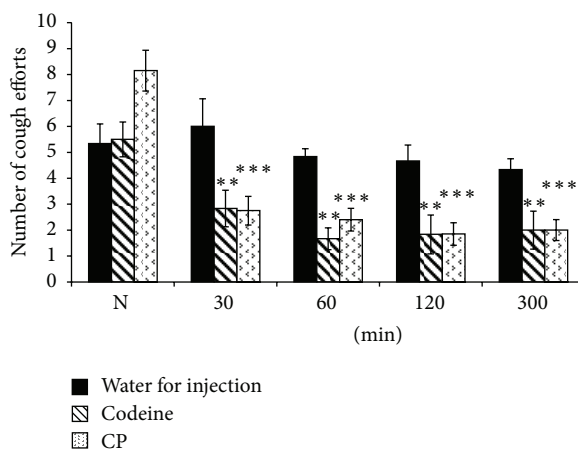 Number of cough efforts
10
9
8
7
6
5
4
3
2
1
0
** ***
** ***
** ***
** ***
N 30 60 120 300
(min)
Water for injection
Codeine
CP